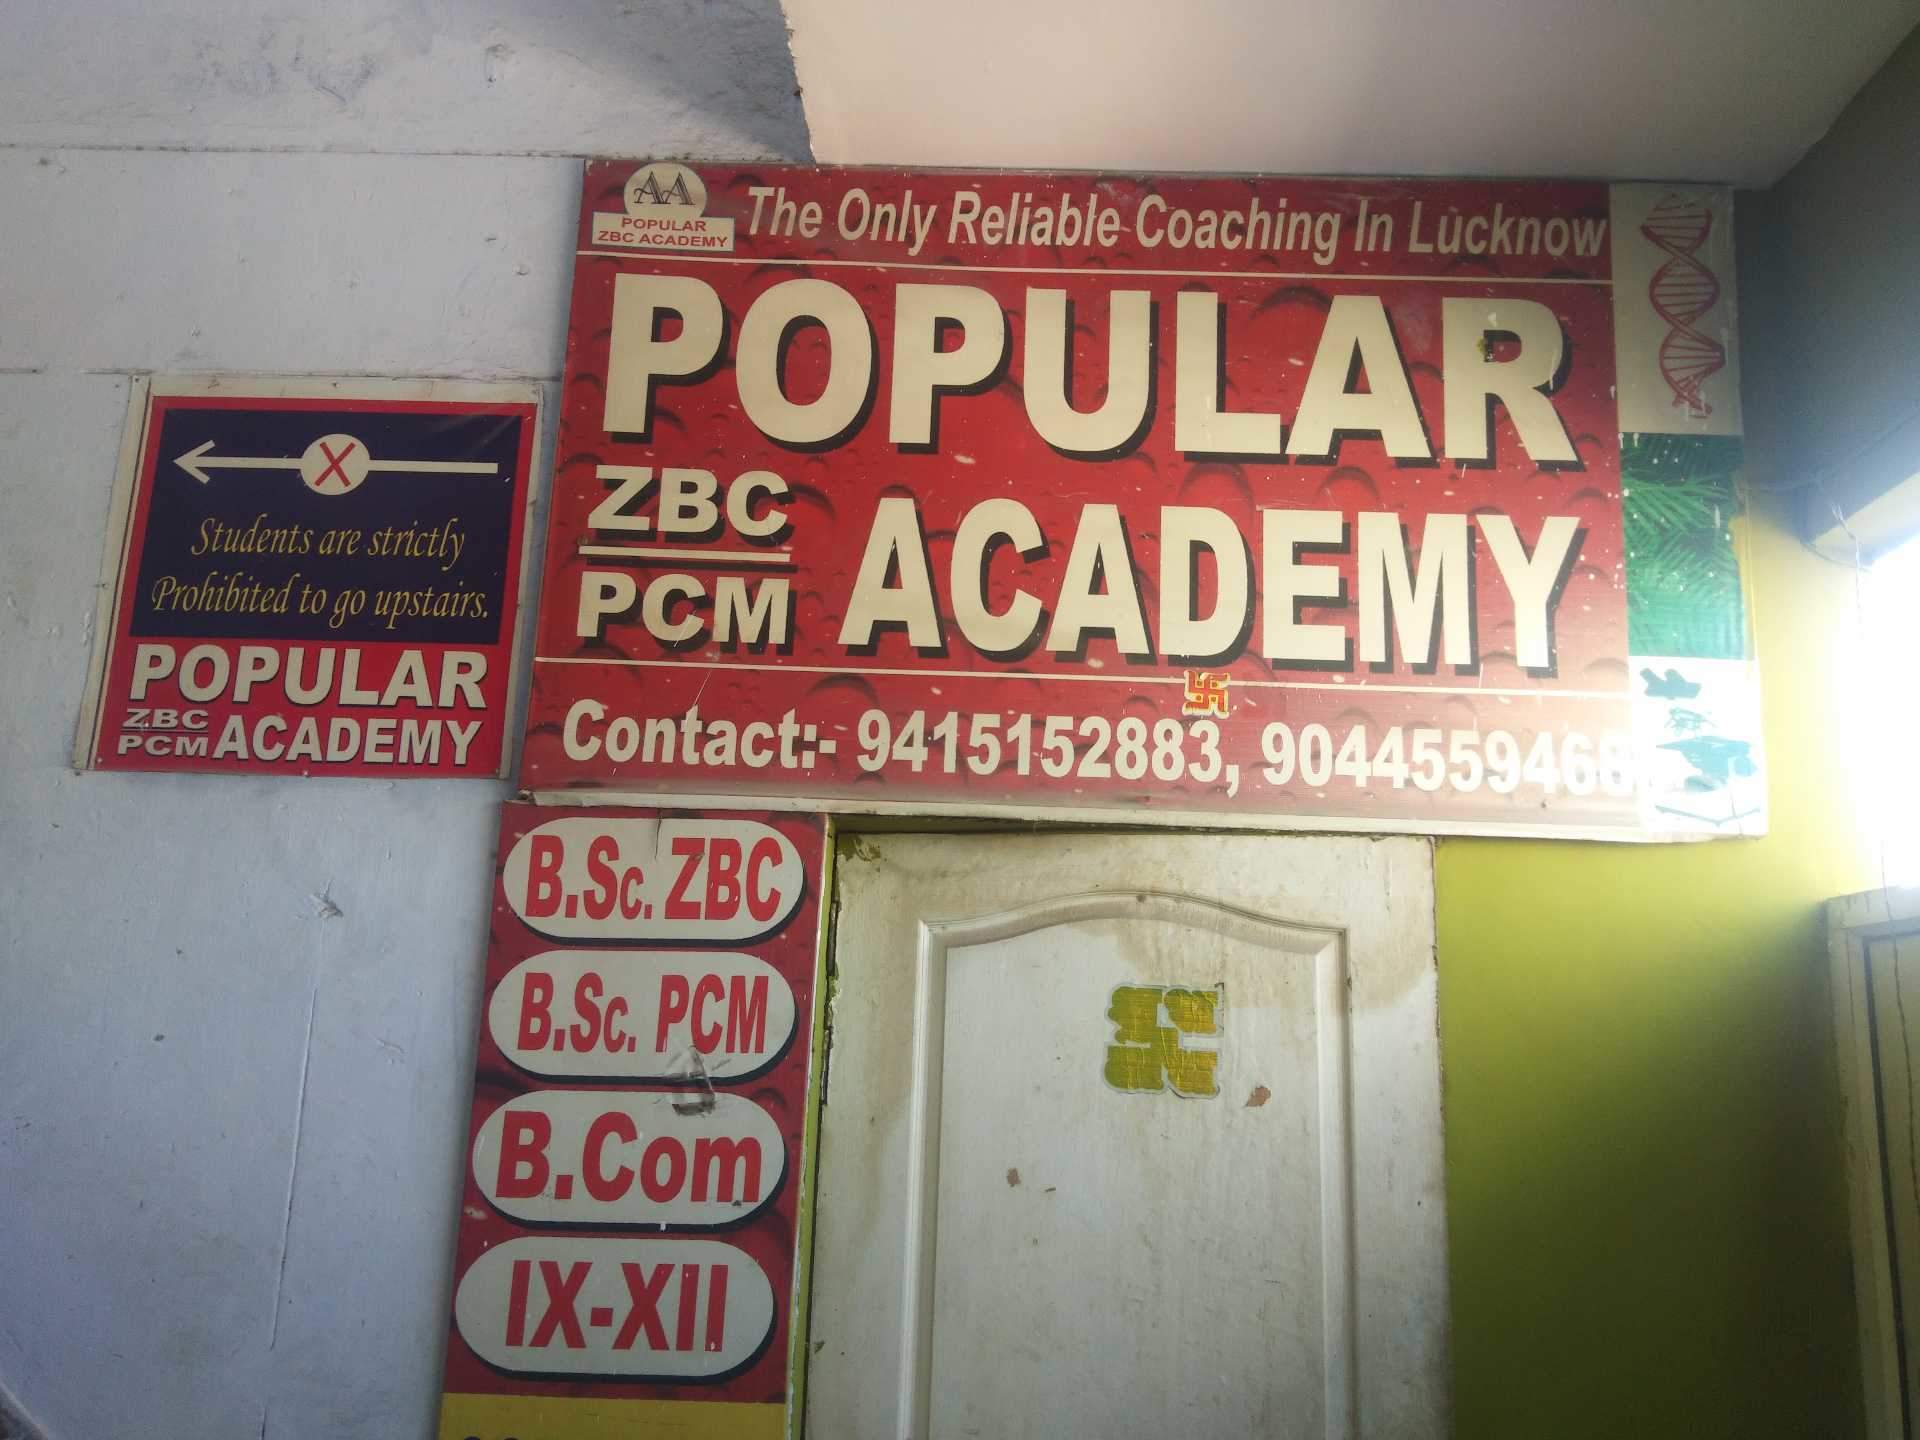 AA
POPULAR
ZBC ACADEMY
The Only Reliable Coaching In Lucknow
POPULAR
ZBC
PCM
ACADEMY
Contact:- 9415152883, 9044559468
X
Students are strictly
Prohibited to go upstairs.
POPULAR
ZBC
PCM
ACADEMY
B.Sc. ZBC
B.Sc. PCM
B.Com
IX-XII